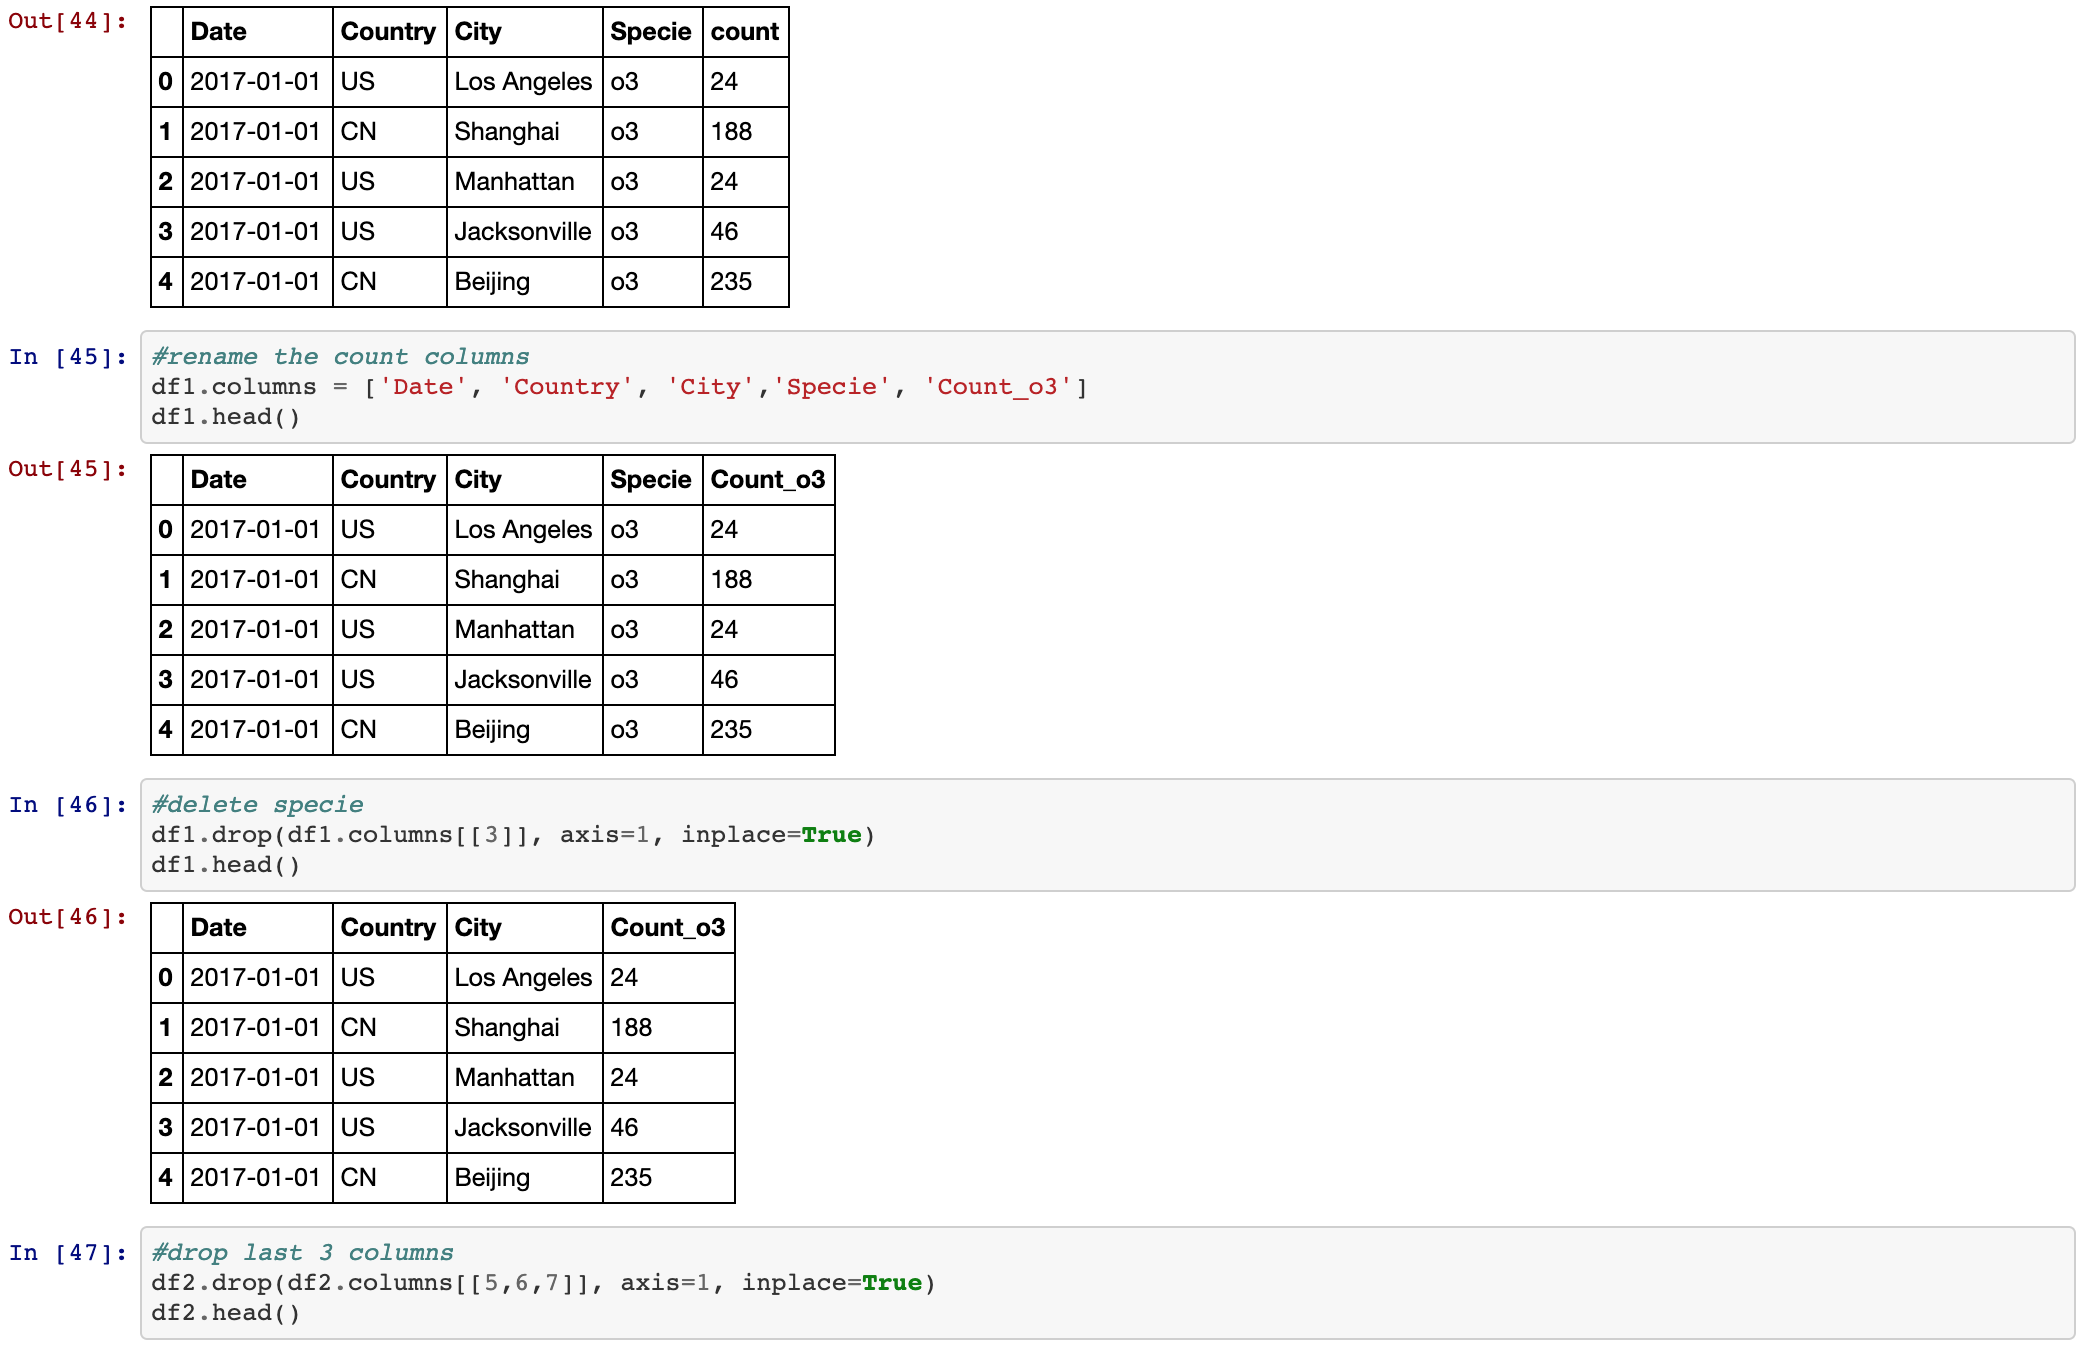 Out[44]:
Date Country City Specie count
0 2017-01-01 US Los Angeles o3 24
1 2017-01-01 CN Shanghai o3 188
2 2017-01-01 US Manhattan o3 24
3 2017-01-01 US Jacksonville o3 46
4 2017-01-01 CN Beijing o3 235
In [45]: #rename the count columns
df1.columns = ['Date', 'Country', 'City','Specie', 'Count_o3']
df1.head()
Out[45]:
Date Country City Specie Count_o3
0 2017-01-01 US Los Angeles o3 24
1 2017-01-01 CN Shanghai o3 188
2 2017-01-01 US Manhattan o3 24
3 2017-01-01 US Jacksonville o3 46
4 2017-01-01 CN Beijing o3 235
In [46]: #delete specie
df1.drop(df1.columns[[3]], axis=1, inplace=True)
df1.head()
Out[46]:
Date Country City Count_o3
0 2017-01-01 US Los Angeles 24
1 2017-01-01 CN Shanghai 188
2 2017-01-01 US Manhattan 24
3 2017-01-01 US Jacksonville 46
4 2017-01-01 CN Beijing 235
In [47]: #drop last 3 columns
df2.drop(df2.columns[[5,6,7]], axis=1, inplace=True)
df2.head()